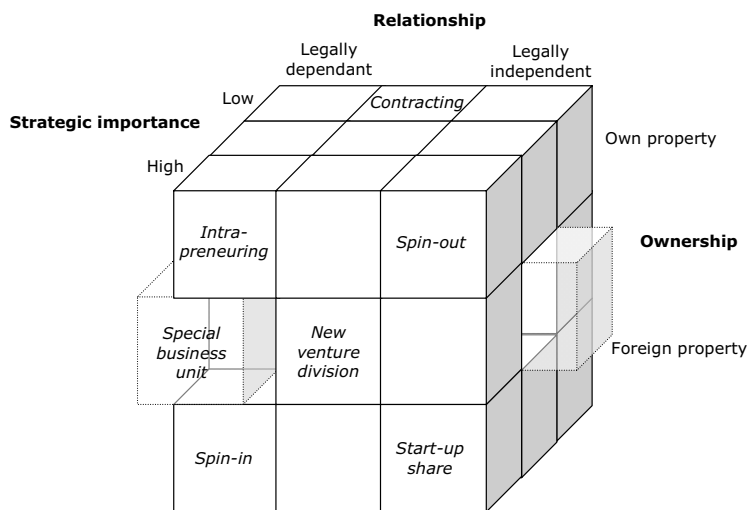 Relationship
Legally
dependant
Legally
independent
Low
Contracting
Strategic importance
Own property
High
Intra-
preneuring
Spin-out
Ownership
Special
business
unit
New
venture
division
Foreign property
Spin-in
Start-up
share